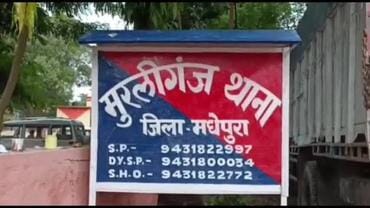 मुरलीगंज थाना
जिला-मधेपुरा
S.P.- 9431822997
DY.S.P.- 9431800034
S.H.O.- 9431822772